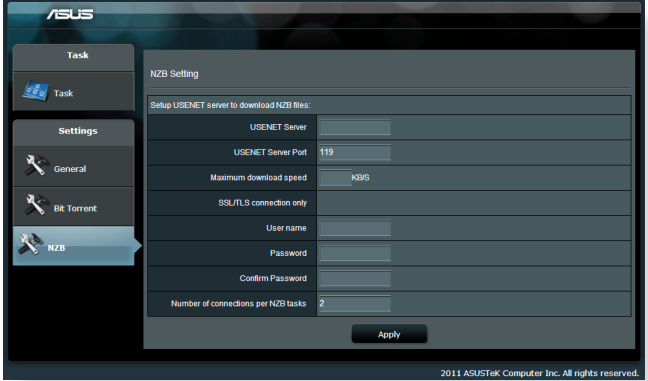 ASUS
Task
Task
Settings
General
Bit Torrent
NZB
NZB Setting
Setup USENET server to download NZB files:
USENET Server
USENET Server Port 119
Maximum download speed KB/S
SSL/TLS connection only
User name
Password
Confirm Password
Number of connections per NZB tasks 2
Apply
2011 ASUSTeK Computer Inc. All rights reserved.